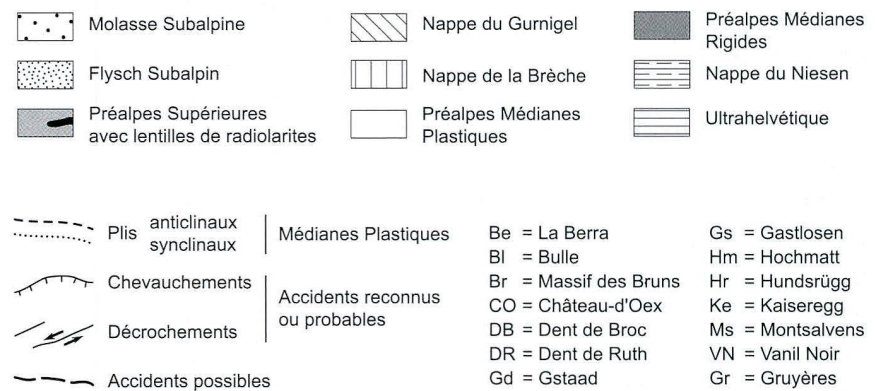 Molasse Subalpine
Flysch Subalpin
Préalpes Supérieures
avec lentilles de radiolarites
Nappe du Gurnigel
Nappe de la Brèche
Préalpes Médianes
Plastiques
Préalpes Médianes
Rigides
Nappe du Niesen
Ultrahelvétique
Plis
anticlinaux
synclinaux
Médianes Plastiques
Chevauchements
Décrochements
Accidents reconnus
ou probables
Accidents possibles
Be = La Berra
Bl = Bulle
Br = Massif des Bruns
CO = Château-d'Oex
DB = Dent de Broc
DR = Dent de Ruth
Gd = Gstaad
Gs = Gastlosen
Hm = Hochmatt
Hr = Hundsrügg
Ke = Kaiseregg
Ms = Montsalvens
VN = Vanil Noir
Gr = Gruyères